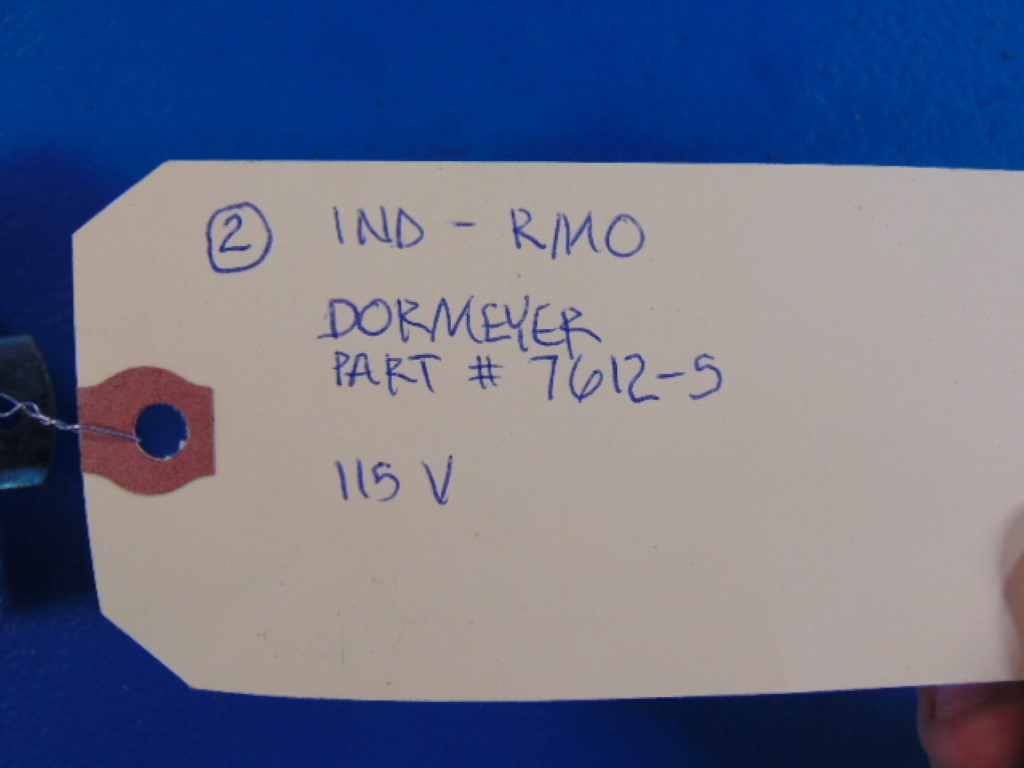 ② IND - RMO
DORMEYER
PART # 7612-5
115 V